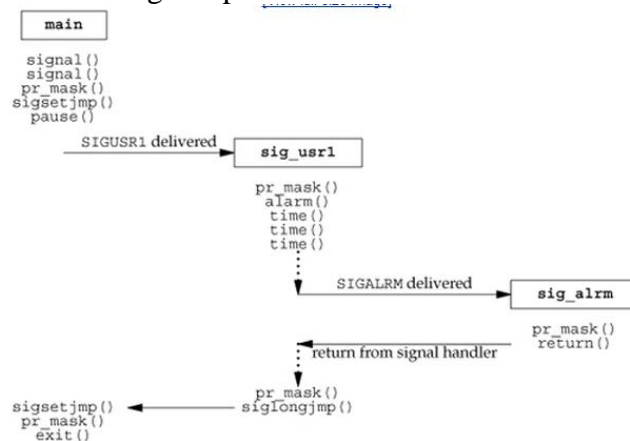 main
signal()
signal()
pr_mask()
sigsetjmp()
pause()
SIGUSR1 delivered
sig_usr1
pr_mask()
alarm()
time()
time()
time()
SIGALRM delivered
sig_alrm
pr_mask()
return()
return from signal handler
pr_mask()
siglongjmp()
sigsetjmp()
pr_mask()
exit()